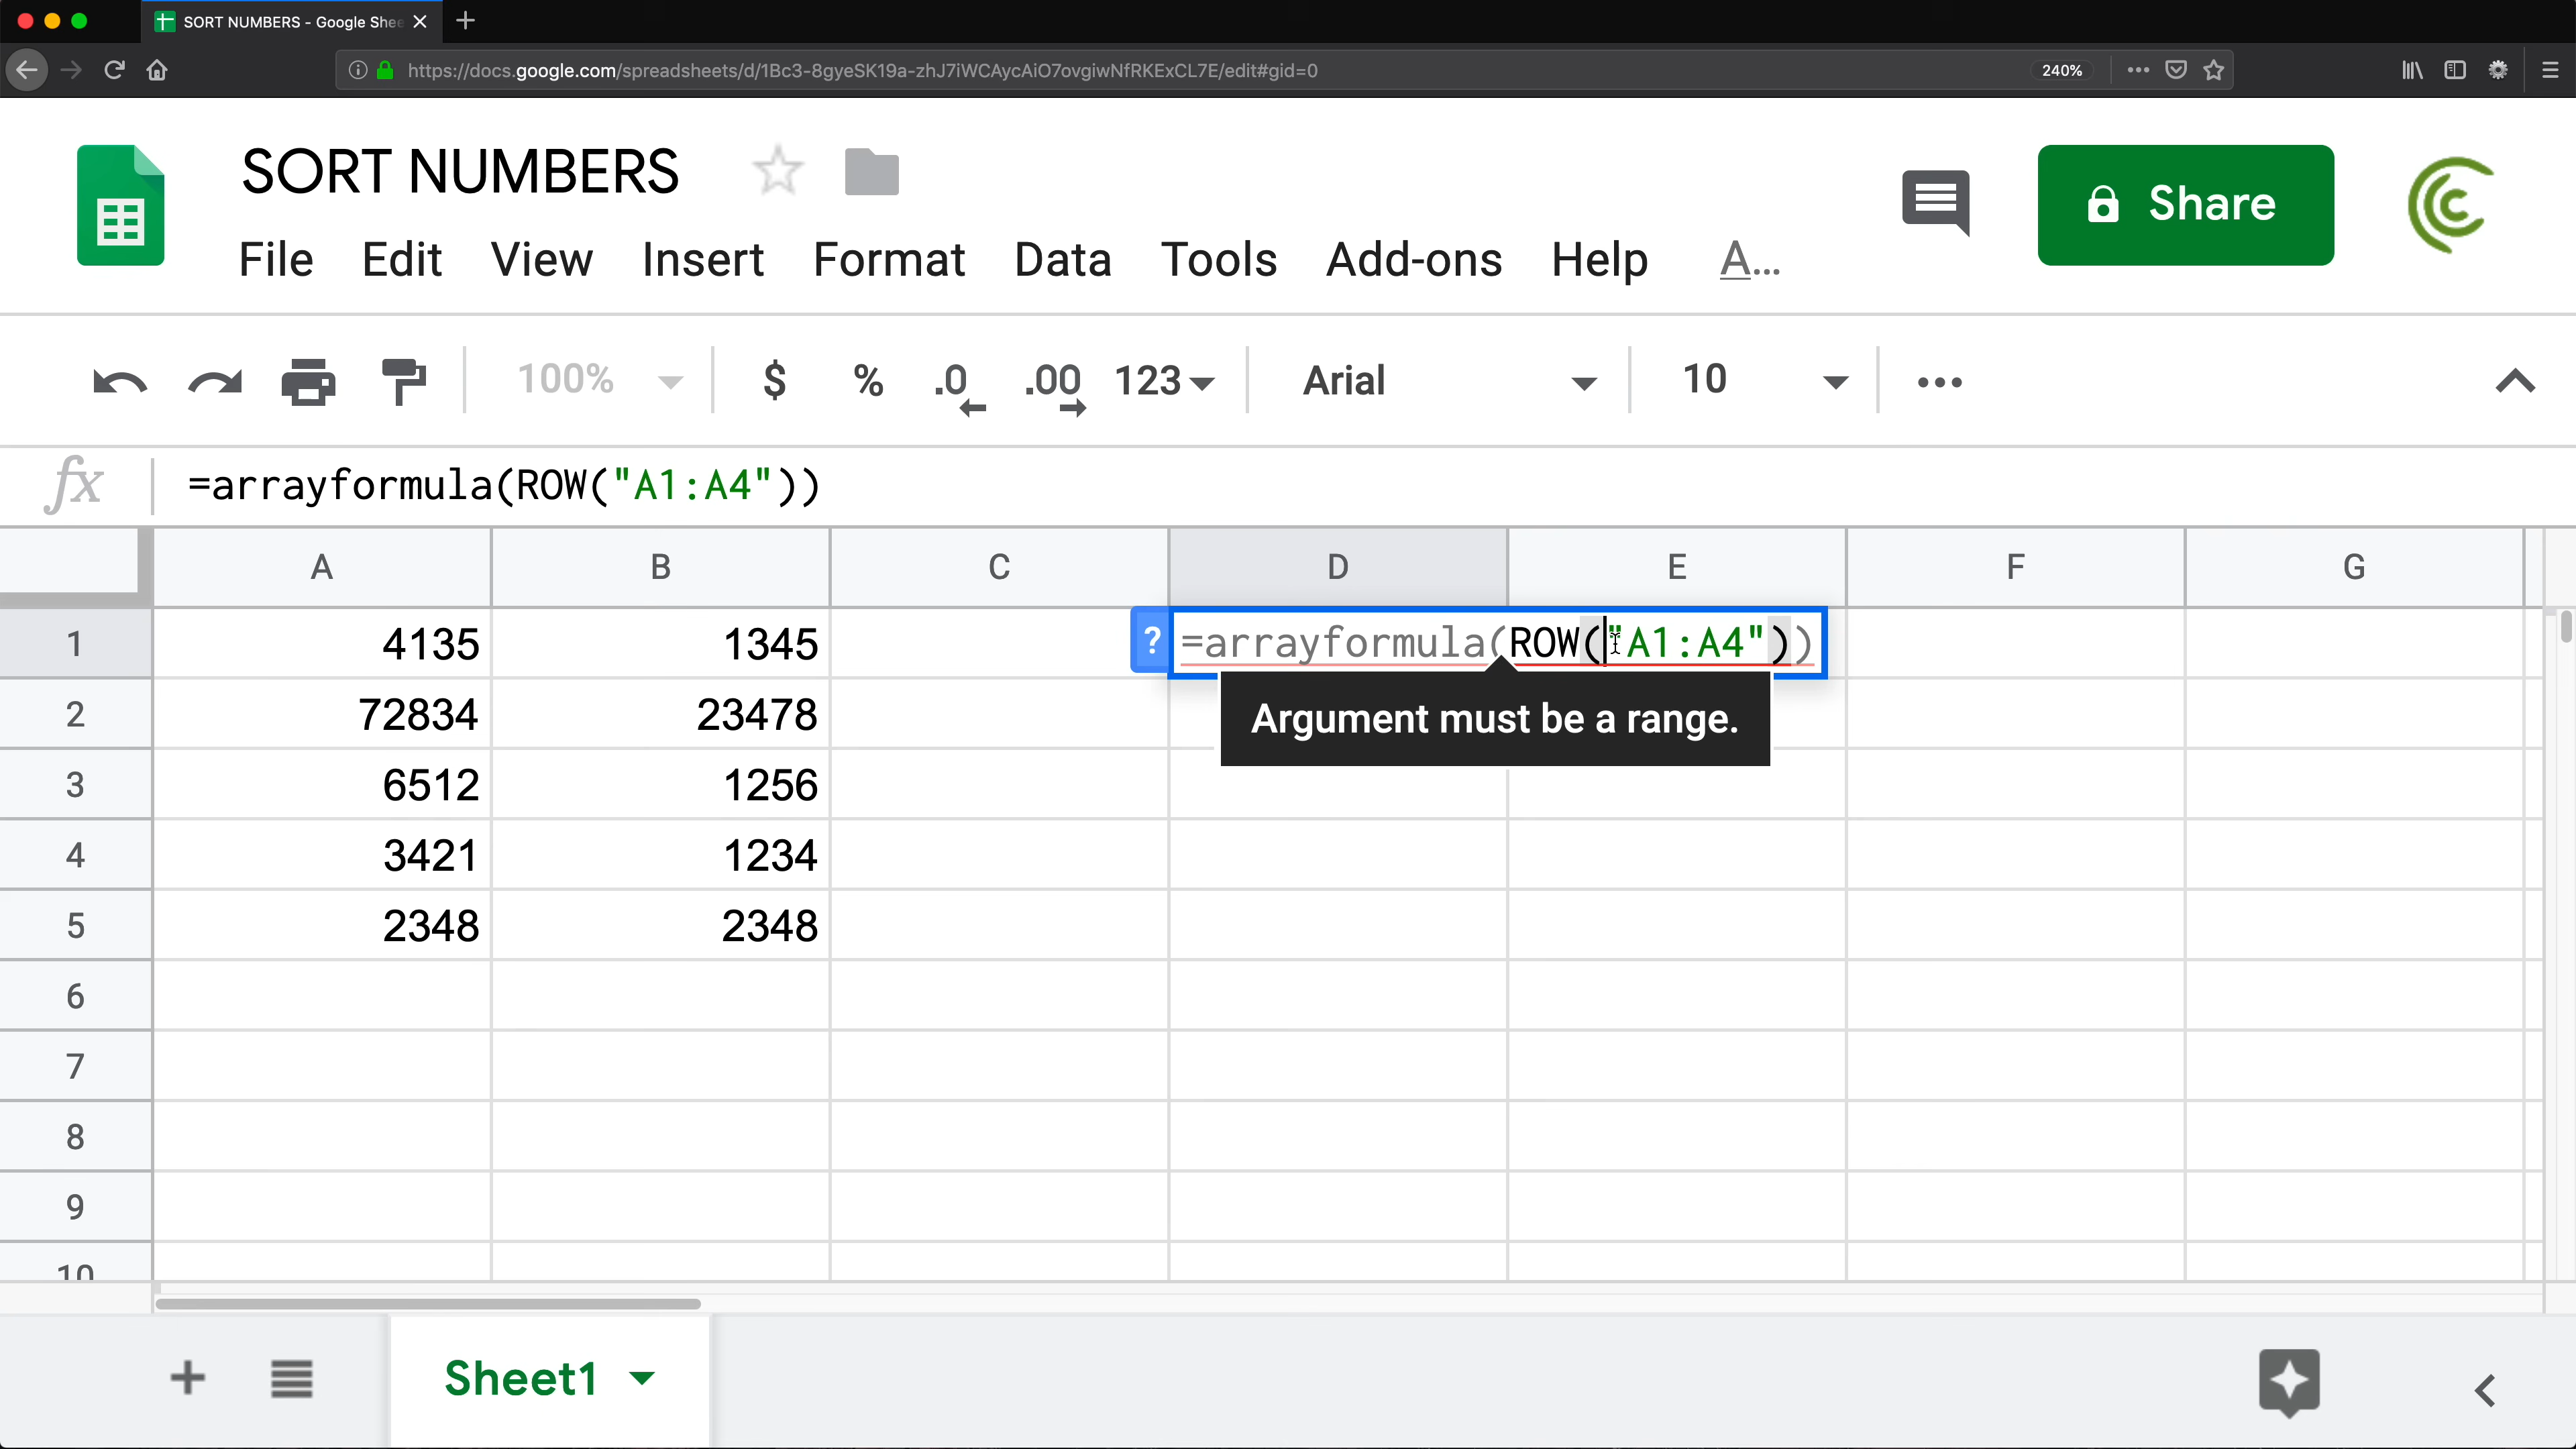 SORT NUMBERS - Google Shee
https://docs.google.com/spreadsheets/d/1Bc3-8gyeSK19a-zhJ7iWCAycAiO7ovgiwNfRKExCL7E/edit#gid=0
240%
SORT NUMBERS
Share
File Edit View Insert Format Data Tools Add-ons Help A...
100% $ % .0 .00 123 Arial 10
fx =arrayformula(ROW("A1:A4"))
A B C D E F G
1 4135 1345 ? =arrayformula(ROW("A1:A4"))
Argument must be a range.
2 72834 23478
3 6512 1256
4 3421 1234
5 2348 2348
6
7
8
9
10
Sheet1